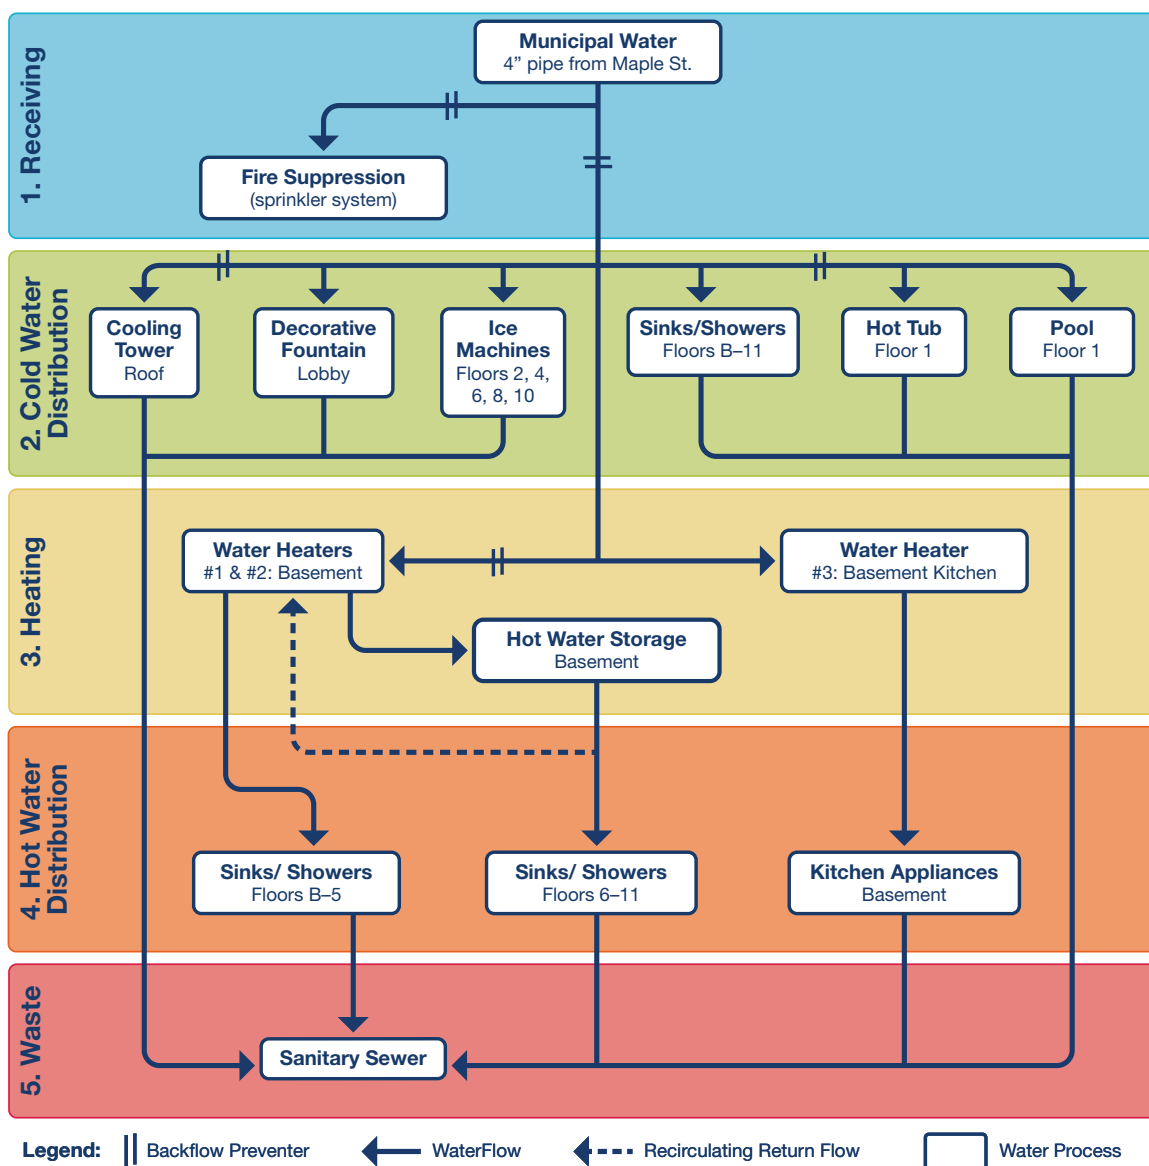 1. Receiving
Municipal Water
4” pipe from Maple St.
Fire Suppression
(sprinkler system)
2. Cold Water
Distribution
Cooling
Tower
Roof
Decorative
Fountain
Lobby
Ice
Machines
Floors 2, 4,
6, 8, 10
Sinks/Showers
Floors B–11
Hot Tub
Floor 1
Pool
Floor 1
3. Heating
Water Heaters
#1 & #2: Basement
Water Heater
#3: Basement Kitchen
Hot Water Storage
Basement
4. Hot Water
Distribution
Sinks/ Showers
Floors B–5
Sinks/ Showers
Floors 6–11
Kitchen Appliances
Basement
5. Waste
Sanitary Sewer
Legend:
Backflow Preventer
WaterFlow
Recirculating Return Flow
Water Process